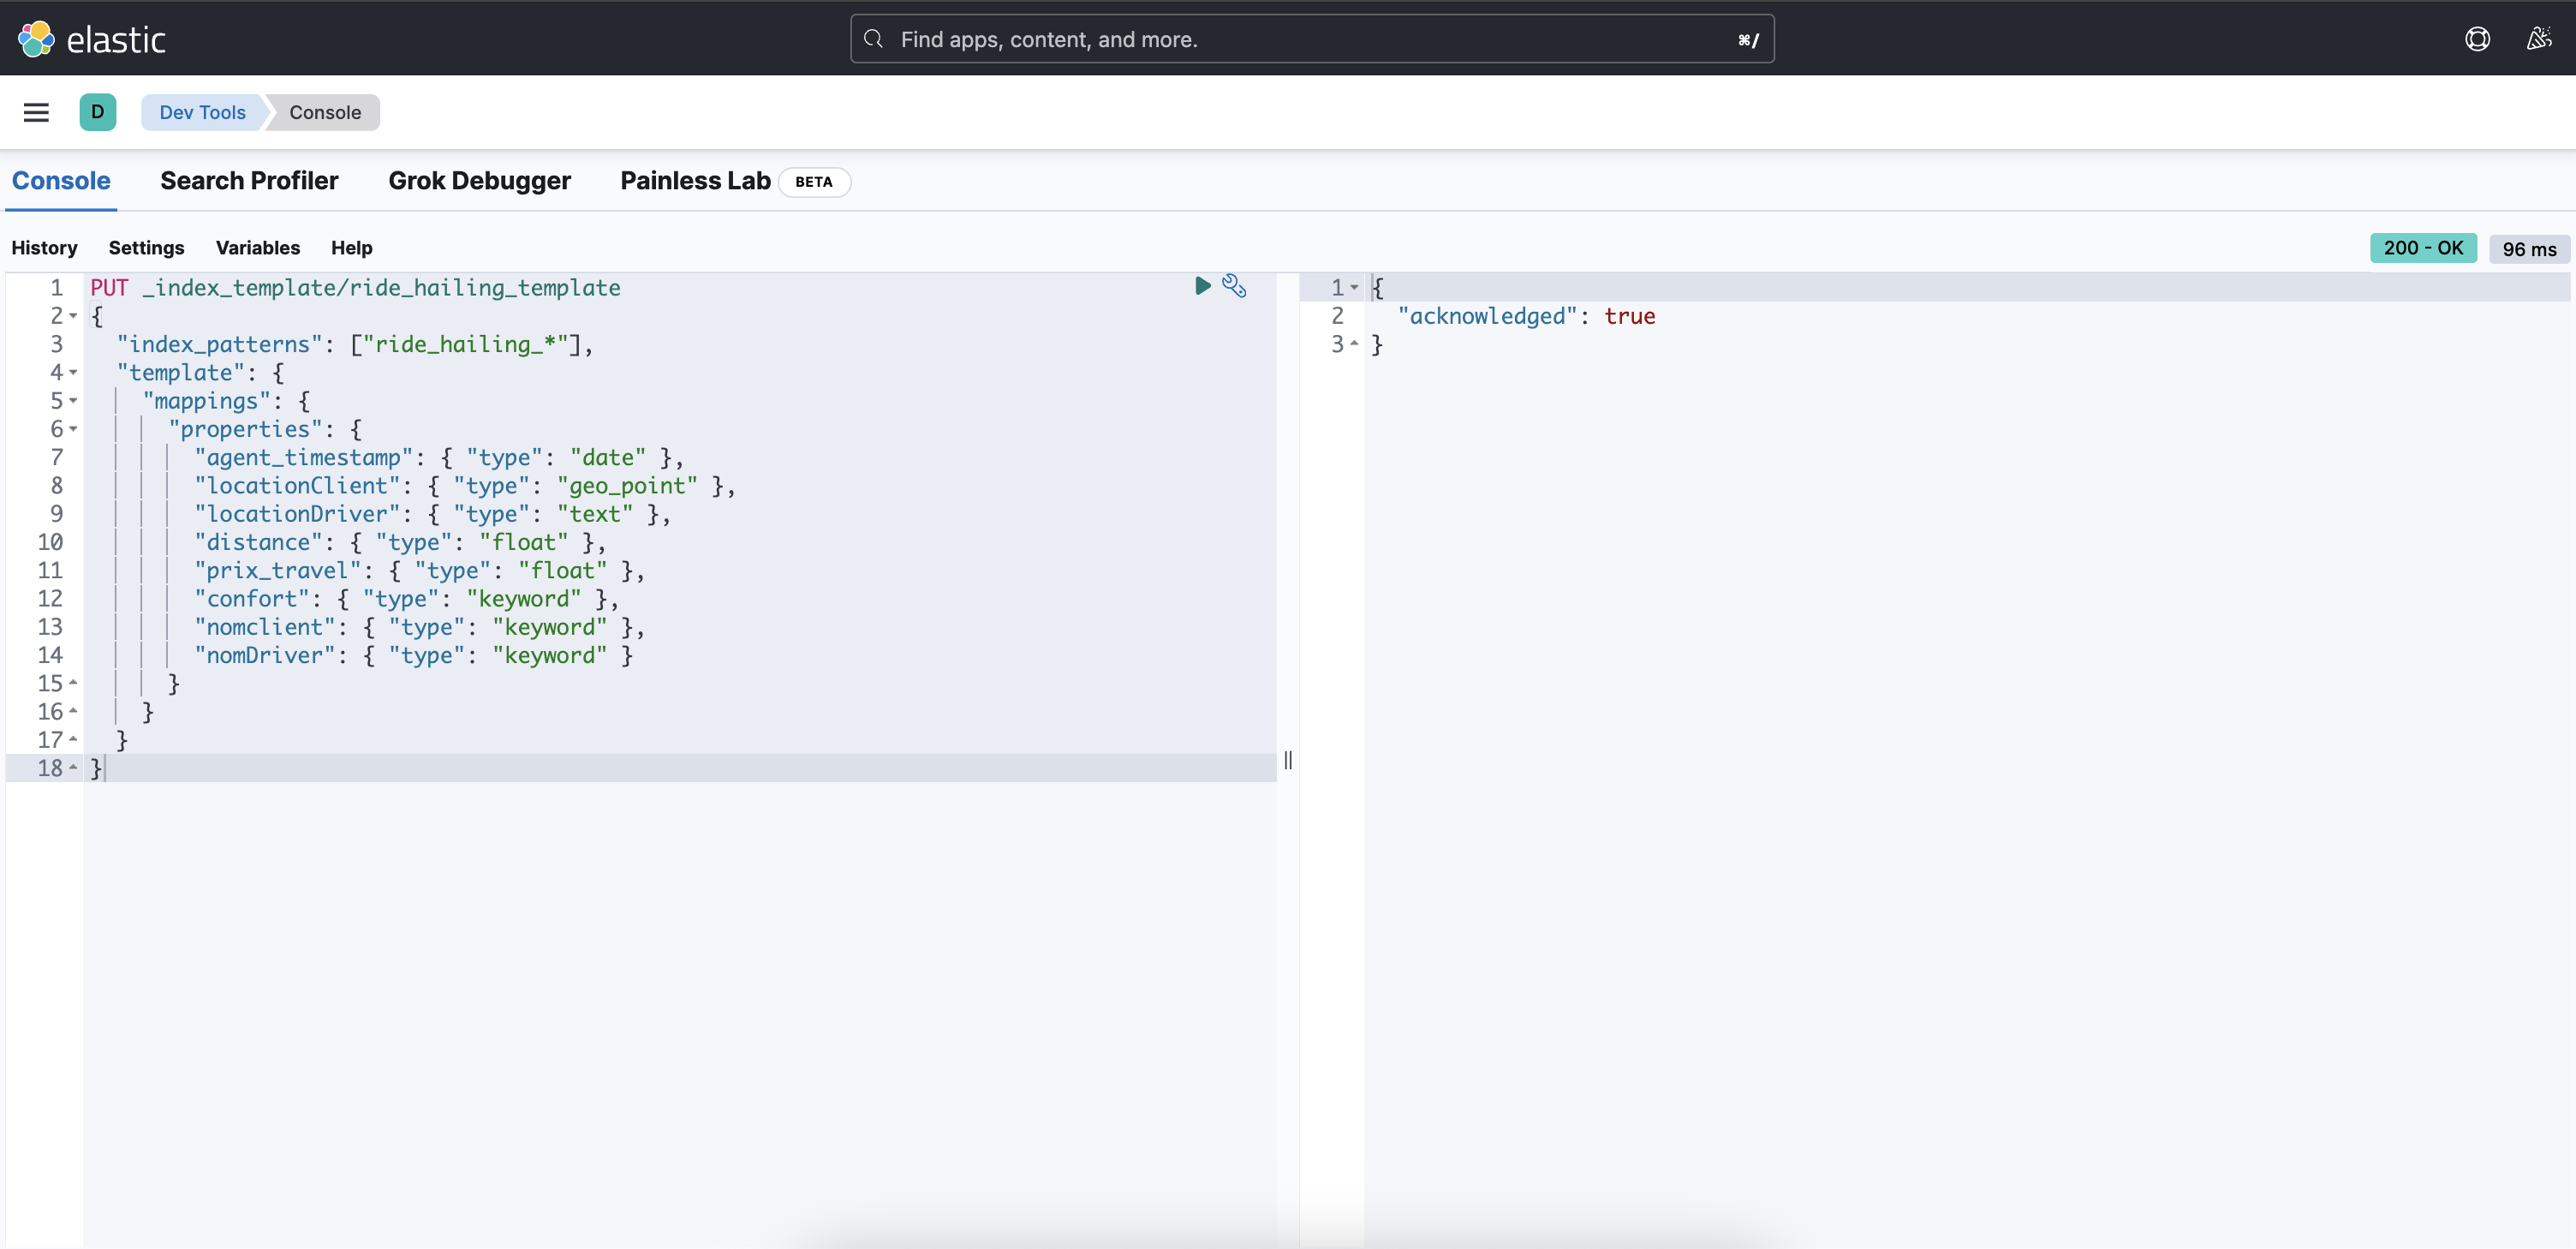 elastic
Find apps, content, and more.
⌘/
D
Dev Tools
Console
Console
Search Profiler
Grok Debugger
Painless Lab
BETA
History
Settings
Variables
Help
200 - OK
96 ms
1 PUT _index_template/ride_hailing_template
2 {
3 "index_patterns": ["ride_hailing_*"],
4 "template": {
5 "mappings": {
6 "properties": {
7 "agent_timestamp": { "type": "date" },
8 "locationClient": { "type": "geo_point" },
9 "locationDriver": { "type": "text" },
10 "distance": { "type": "float" },
11 "prix_travel": { "type": "float" },
12 "confort": { "type": "keyword" },
13 "nomclient": { "type": "keyword" },
14 "nomDriver": { "type": "keyword" }
15 }
16 }
17 }
18 }
1 {
2 "acknowledged": true
3 }